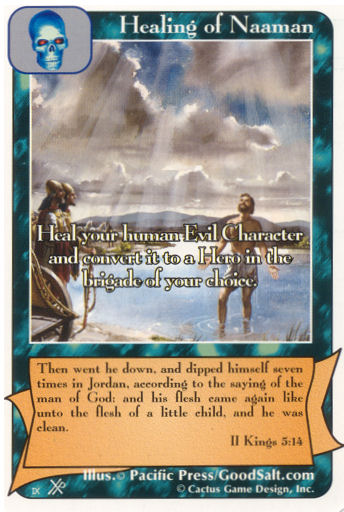 Healing of Naaman
Heal your human Evil Character
and convert it to a Hero in the
brigade of your choice.
Then went he down, and dipped himself seven
times in Jordan, according to the saying of the
man of God: and his flesh came again like
unto the flesh of a little child, and he was
clean.
II Kings 5:14
Illus.© Pacific Press/GoodSalt.com
IX
© Cactus Game Design, Inc.